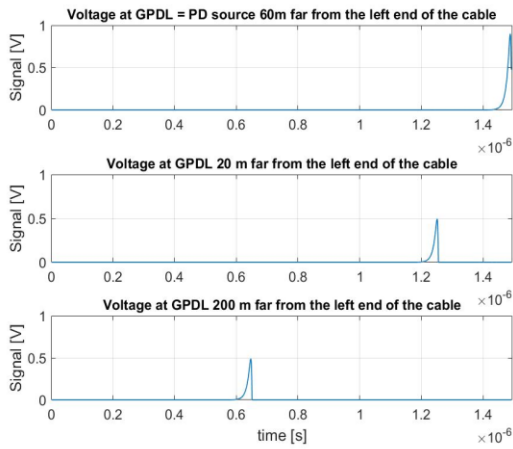 Voltage at GPDL = PD source 60m far from the left end of the cable
Signal [V]
1
0.5
0
0 0.2 0.4 0.6 0.8 1 1.2 1.4
×10⁻⁶
Voltage at GPDL 20 m far from the left end of the cable
Signal [V]
1
0.5
0
0 0.2 0.4 0.6 0.8 1 1.2 1.4
×10⁻⁶
Voltage at GPDL 200 m far from the left end of the cable
Signal [V]
1
0.5
0
0 0.2 0.4 0.6 0.8 1 1.2 1.4
time [s]
×10⁻⁶